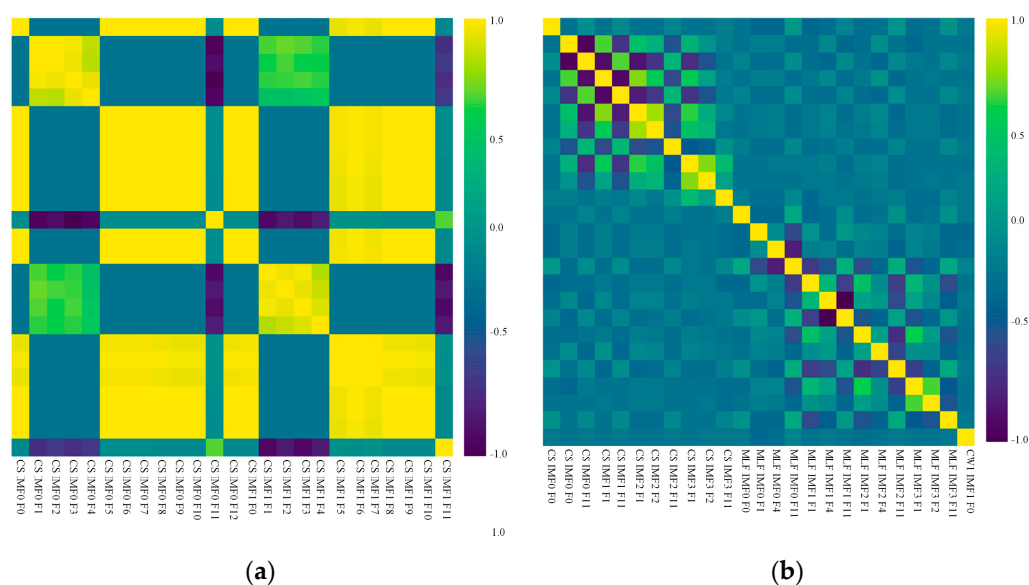 1.0
0.5
0.0
-0.5
-1.0
CS IMF0 F0
CS IMF0 F1
CS IMF0 F2
CS IMF0 F3
CS IMF0 F4
CS IMF0 F5
CS IMF0 F6
CS IMF0 F7
CS IMF0 F8
CS IMF0 F9
CS IMF0 F10
CS IMF0 F11
CS IMF0 F12
CS IMF1 F0
CS IMF1 F1
CS IMF1 F2
CS IMF1 F3
CS IMF1 F4
CS IMF1 F5
CS IMF1 F6
CS IMF1 F7
CS IMF1 F8
CS IMF1 F9
CS IMF1 F10
CS IMF1 F11
1.0
(a)
1.0
0.5
0.0
-0.5
-1.0
CS IMF0 F0
CS IMF0 F0
CS IMF0 F11
CS IMF1 F1
CS IMF1 F11
CS IMF2 F1
CS IMF2 F2
CS IMF2 F11
CS IMF3 F1
CS IMF3 F2
CS IMF3 F11
MLF IMF0 F0
MLF IMF0 F1
MLF IMF0 F4
MLF IMF0 F11
MLF IMF1 F1
MLF IMF1 F4
MLF IMF1 F11
MLF IMF2 F1
MLF IMF2 F4
MLF IMF2 F11
MLF IMF3 F1
MLF IMF3 F2
MLF IMF3 F11
CW1 IMF1 F0
(b)